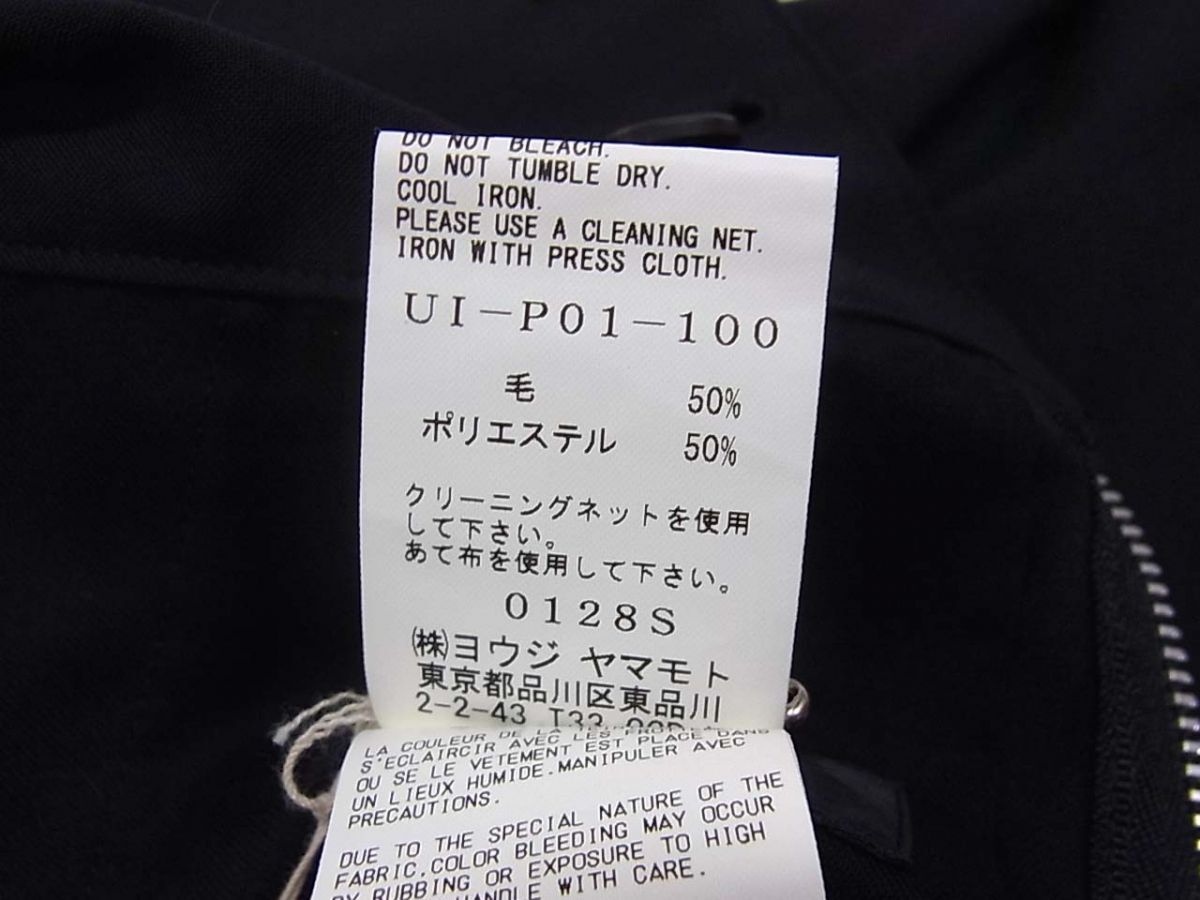 DO NOT BLEACH.
DO NOT TUMBLE DRY.
COOL IRON.
PLEASE USE A CLEANING NET.
IRON WITH PRESS CLOTH.
UI-P01-100
毛 50%
ポリエステル 50%
クリーニングネットを使用
して下さい。
あて布を使用して下さい。
0128S
㈱ヨウジ ヤマモト
東京都品川区東品川
2-2-43
LA COULEUR DE LA
S'ECLAIRCIR AVEC LES PLACE DANS
OU SE LE VETEMENT EST
UN LIEUX HUMIDE.MANIPULER AVEC
PRECAUTIONS.
DUE TO THE SPECIAL NATURE OF THE
FABRIC,COLOR BLEEDING MAY OCCUR
BY RUBBING OR EXPOSURE TO HIGH
HANDLE WITH CARE.